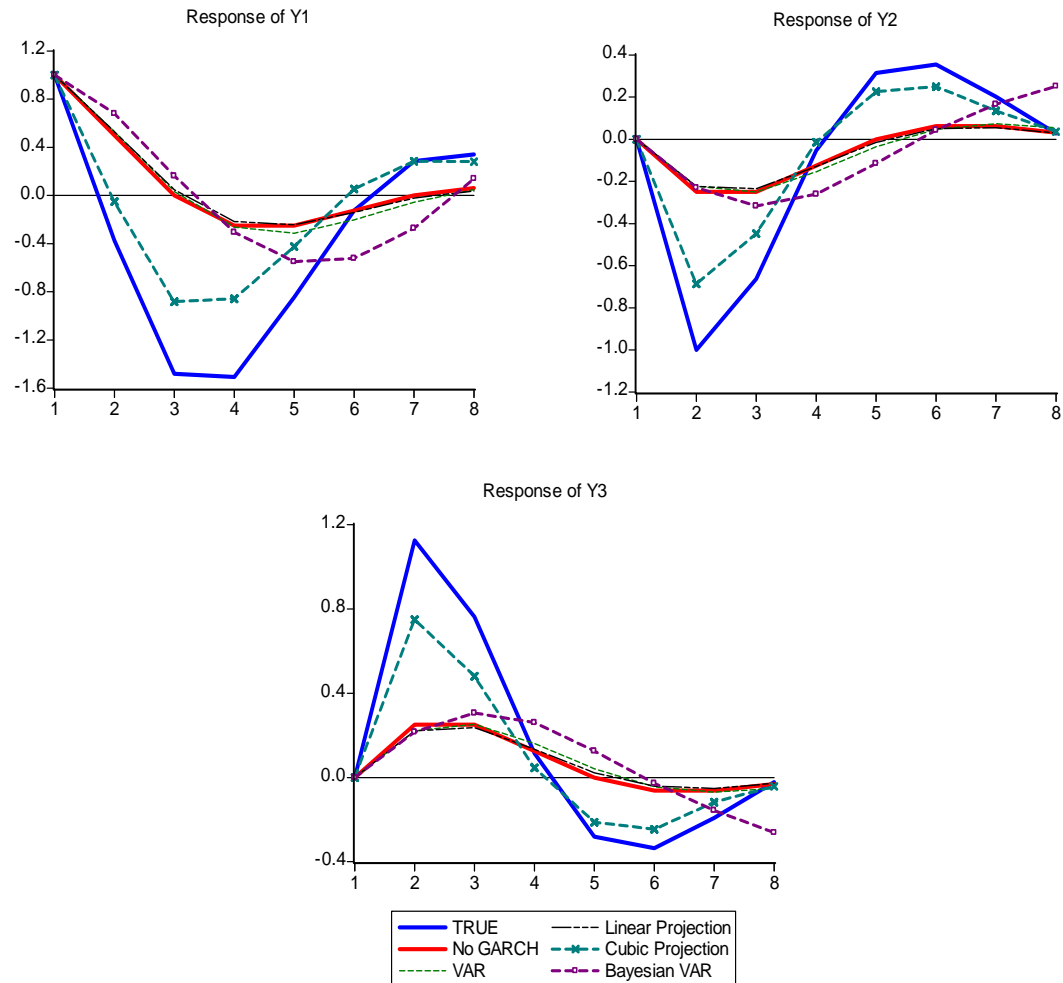 Response of Y1
1.2
0.8
0.4
0.0
-0.4
-0.8
-1.2
-1.6
1 2 3 4 5 6 7 8
Response of Y2
0.4
0.2
0.0
-0.2
-0.4
-0.6
-0.8
-1.0
-1.2
1 2 3 4 5 6 7 8
Response of Y3
1.2
0.8
0.4
0.0
-0.4
1 2 3 4 5 6 7 8
TRUE
No GARCH
VAR
Linear Projection
Cubic Projection
Bayesian VAR